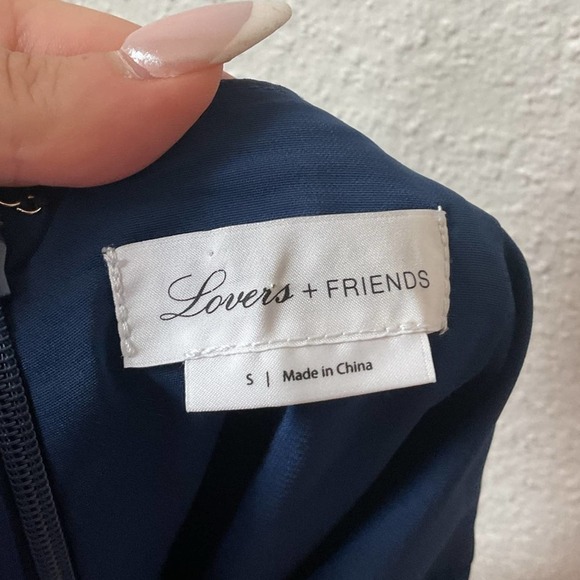 Lovers + FRIENDS
S | Made in China